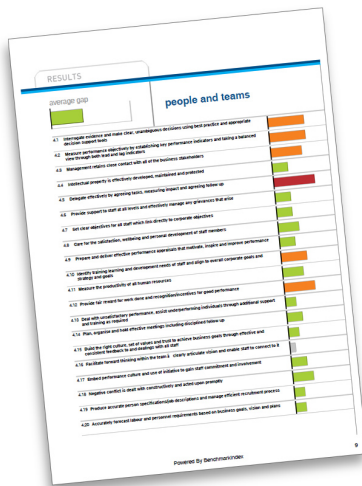 RESULTS
average gap
people and teams
4.1 Interrogate evidence and make clear, unambiguous decisions using best practice and appropriate
decision support tools
4.2 Measure performance objectively by establishing key performance indicators and taking a balanced
view through both lead and lag indicators
4.3 Management retains close contact with all of the business stakeholders
4.4 Intellectual property is effectively developed, maintained and protected
4.5 Delegate effectively by agreeing tasks, measuring impact and agreeing follow up
4.6 Provide support to staff at all levels and effectively manage any grievances that arise
4.7 Set clear objectives for all staff which link directly to corporate objectives
4.8 Care for the satisfaction, wellbeing and personal development of staff members
4.9 Prepare and deliver effective performance appraisals that motivate, inspire and improve performance
4.10 Identify training learning and development needs of staff and align to overall corporate goals and
strategy and goals
4.11 Measure the productivity of all human resources
4.12 Provide fair reward for work done and recognition/incentives for good performance
4.13 Deal with unsatisfactory performance, assist underperforming individuals through additional support
and training as required
4.14 Plan, organise and hold effective meetings including disciplined follow up
4.15 Build the right culture, set of values and trust to achieve business goals through effective and
consistent feedback to and dealings with all staff
4.16 Facilitate forward thinking within the team & clearly articulate vision and enable staff to connect to it
4.17 Embed performance culture and use of initiative to gain staff commitment and involvement
4.18 Negative conflict is dealt with constructively and acted upon promptly
4.19 Produce accurate person specifications/job descriptions and manage efficient recruitment process
4.20 Accurately forecast labour and personnel requirements based on business goals, vision and plans
Powered By BenchmarkIndex
9